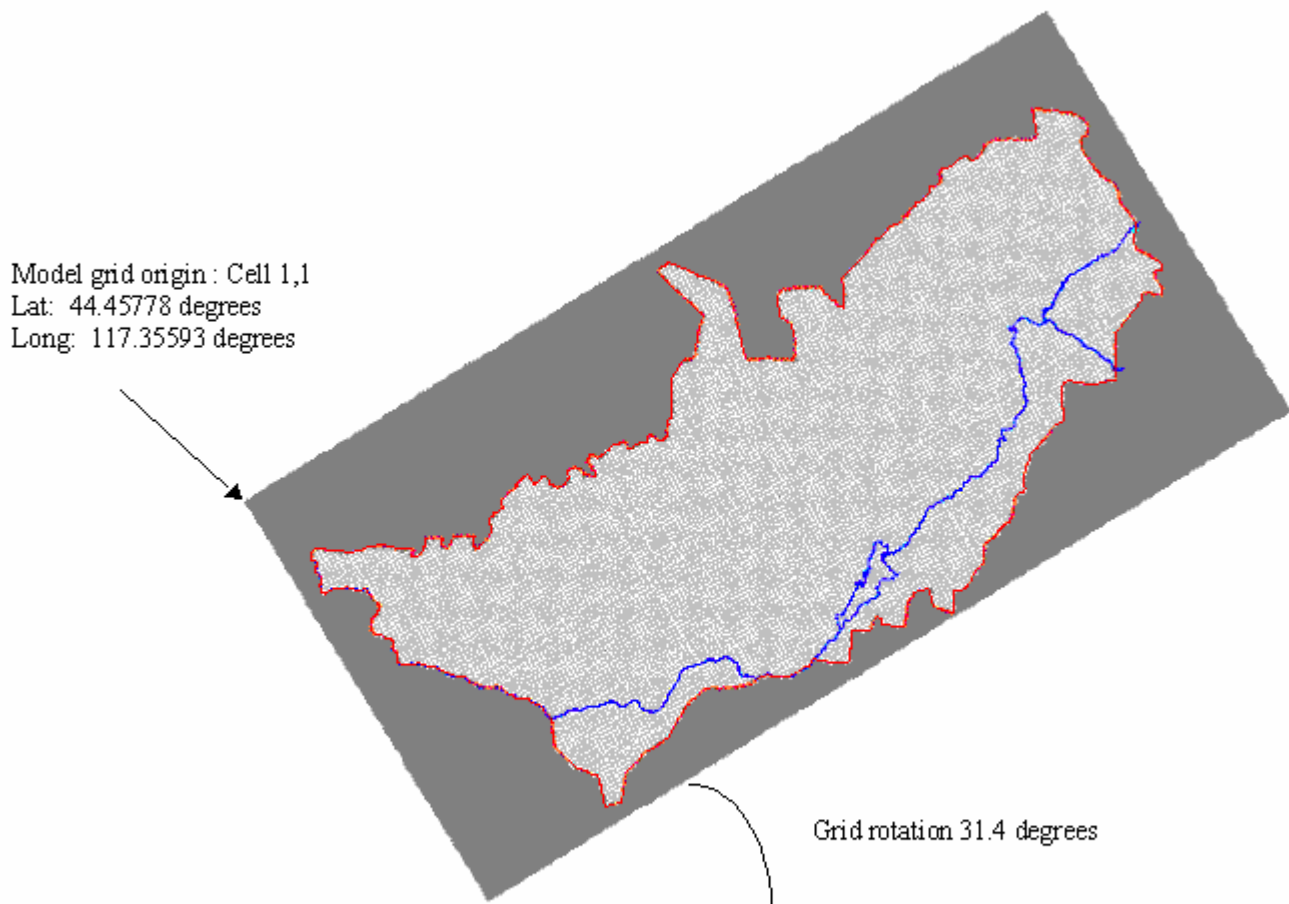 Model grid origin : Cell 1,1
Lat:  44.45778 degrees
Long:  117.35593 degrees
Grid rotation 31.4 degrees